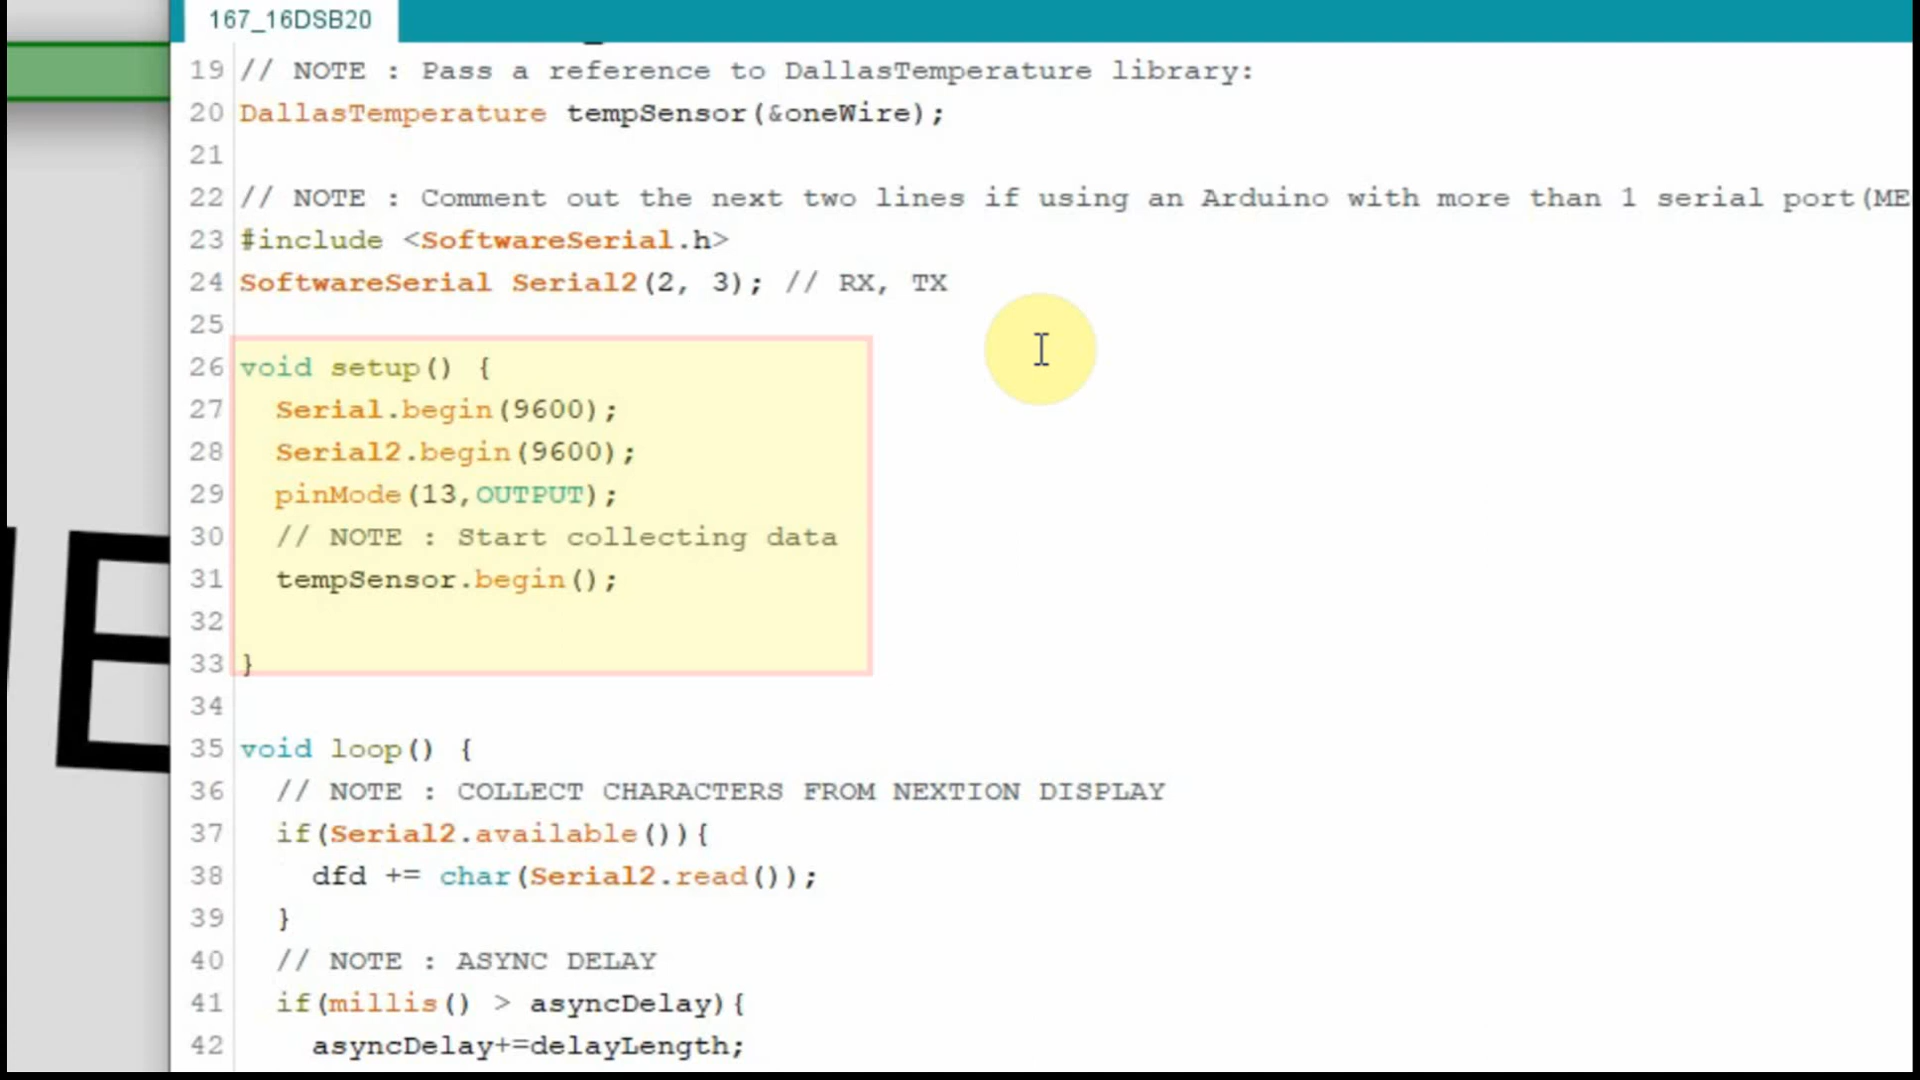 167_16DSB20
19 // NOTE : Pass a reference to DallasTemperature library:
20 DallasTemperature tempSensor(&oneWire);
21
22 // NOTE : Comment out the next two lines if using an Arduino with more than 1 serial port(ME
23 #include <SoftwareSerial.h>
24 SoftwareSerial Serial2(2, 3); // RX, TX
25
26 void setup() {
27   Serial.begin(9600);
28   Serial2.begin(9600);
29   pinMode(13,OUTPUT);
30   // NOTE : Start collecting data
31   tempSensor.begin();
32
33 }
34
35 void loop() {
36   // NOTE : COLLECT CHARACTERS FROM NEXTION DISPLAY
37   if(Serial2.available()){
38     dfd += char(Serial2.read());
39   }
40   // NOTE : ASYNC DELAY
41   if(millis() > asyncDelay){
42     asyncDelay+=delayLength;
E